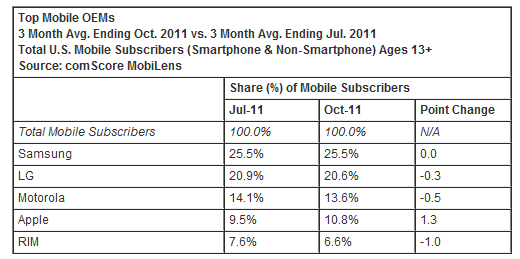 Top Mobile OEMs
3 Month Avg. Ending Oct. 2011 vs. 3 Month Avg. Ending Jul. 2011
Total U.S. Mobile Subscribers (Smartphone & Non-Smartphone) Ages 13+
Source: comScore MobiLens
Share (%) of Mobile Subscribers
Jul-11 Oct-11 Point Change
Total Mobile Subscribers 100.0% 100.0% N/A
Samsung 25.5% 25.5% 0.0
LG 20.9% 20.6% -0.3
Motorola 14.1% 13.6% -0.5
Apple 9.5% 10.8% 1.3
RIM 7.6% 6.6% -1.0